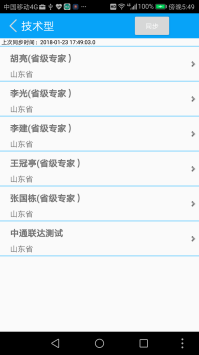 中国移动4G 100% 傍晚5:49
技术型 同步
上次同步时间：2018-01-23 17:49:03.0
胡亮(省级专家)
山东省
李光(省级专家)
山东省
李建(省级专家)
山东省
王冠亭(省级专家)
山东省
张国栋(省级专家)
山东省
中通联达测试
山东省